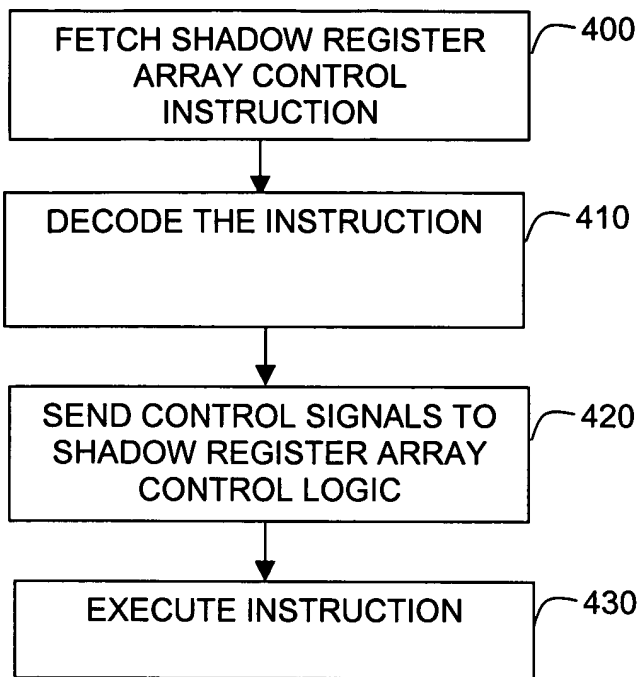 FETCH SHADOW REGISTER
ARRAY CONTROL
INSTRUCTION
400
DECODE THE INSTRUCTION
410
SEND CONTROL SIGNALS TO
SHADOW REGISTER ARRAY
CONTROL LOGIC
420
EXECUTE INSTRUCTION
430